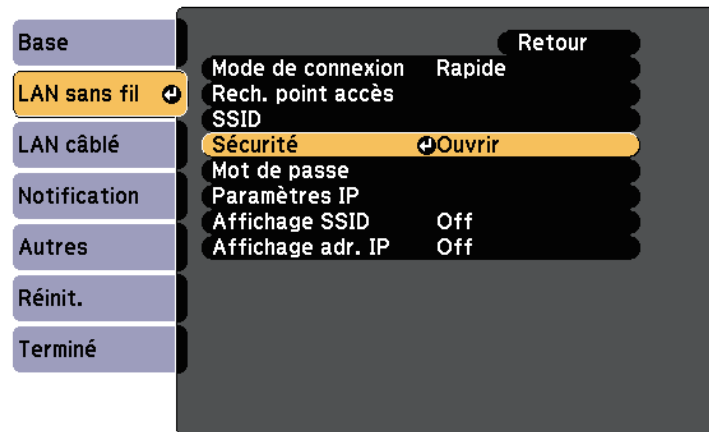 Base
LAN sans fil
LAN câblé
Notification
Autres
Réinit.
Terminé
Retour
Mode de connexion Rapide
Rech. point accès
SSID
Sécurité Ouvrir
Mot de passe
Paramètres IP
Affichage SSID Off
Affichage adr. IP Off